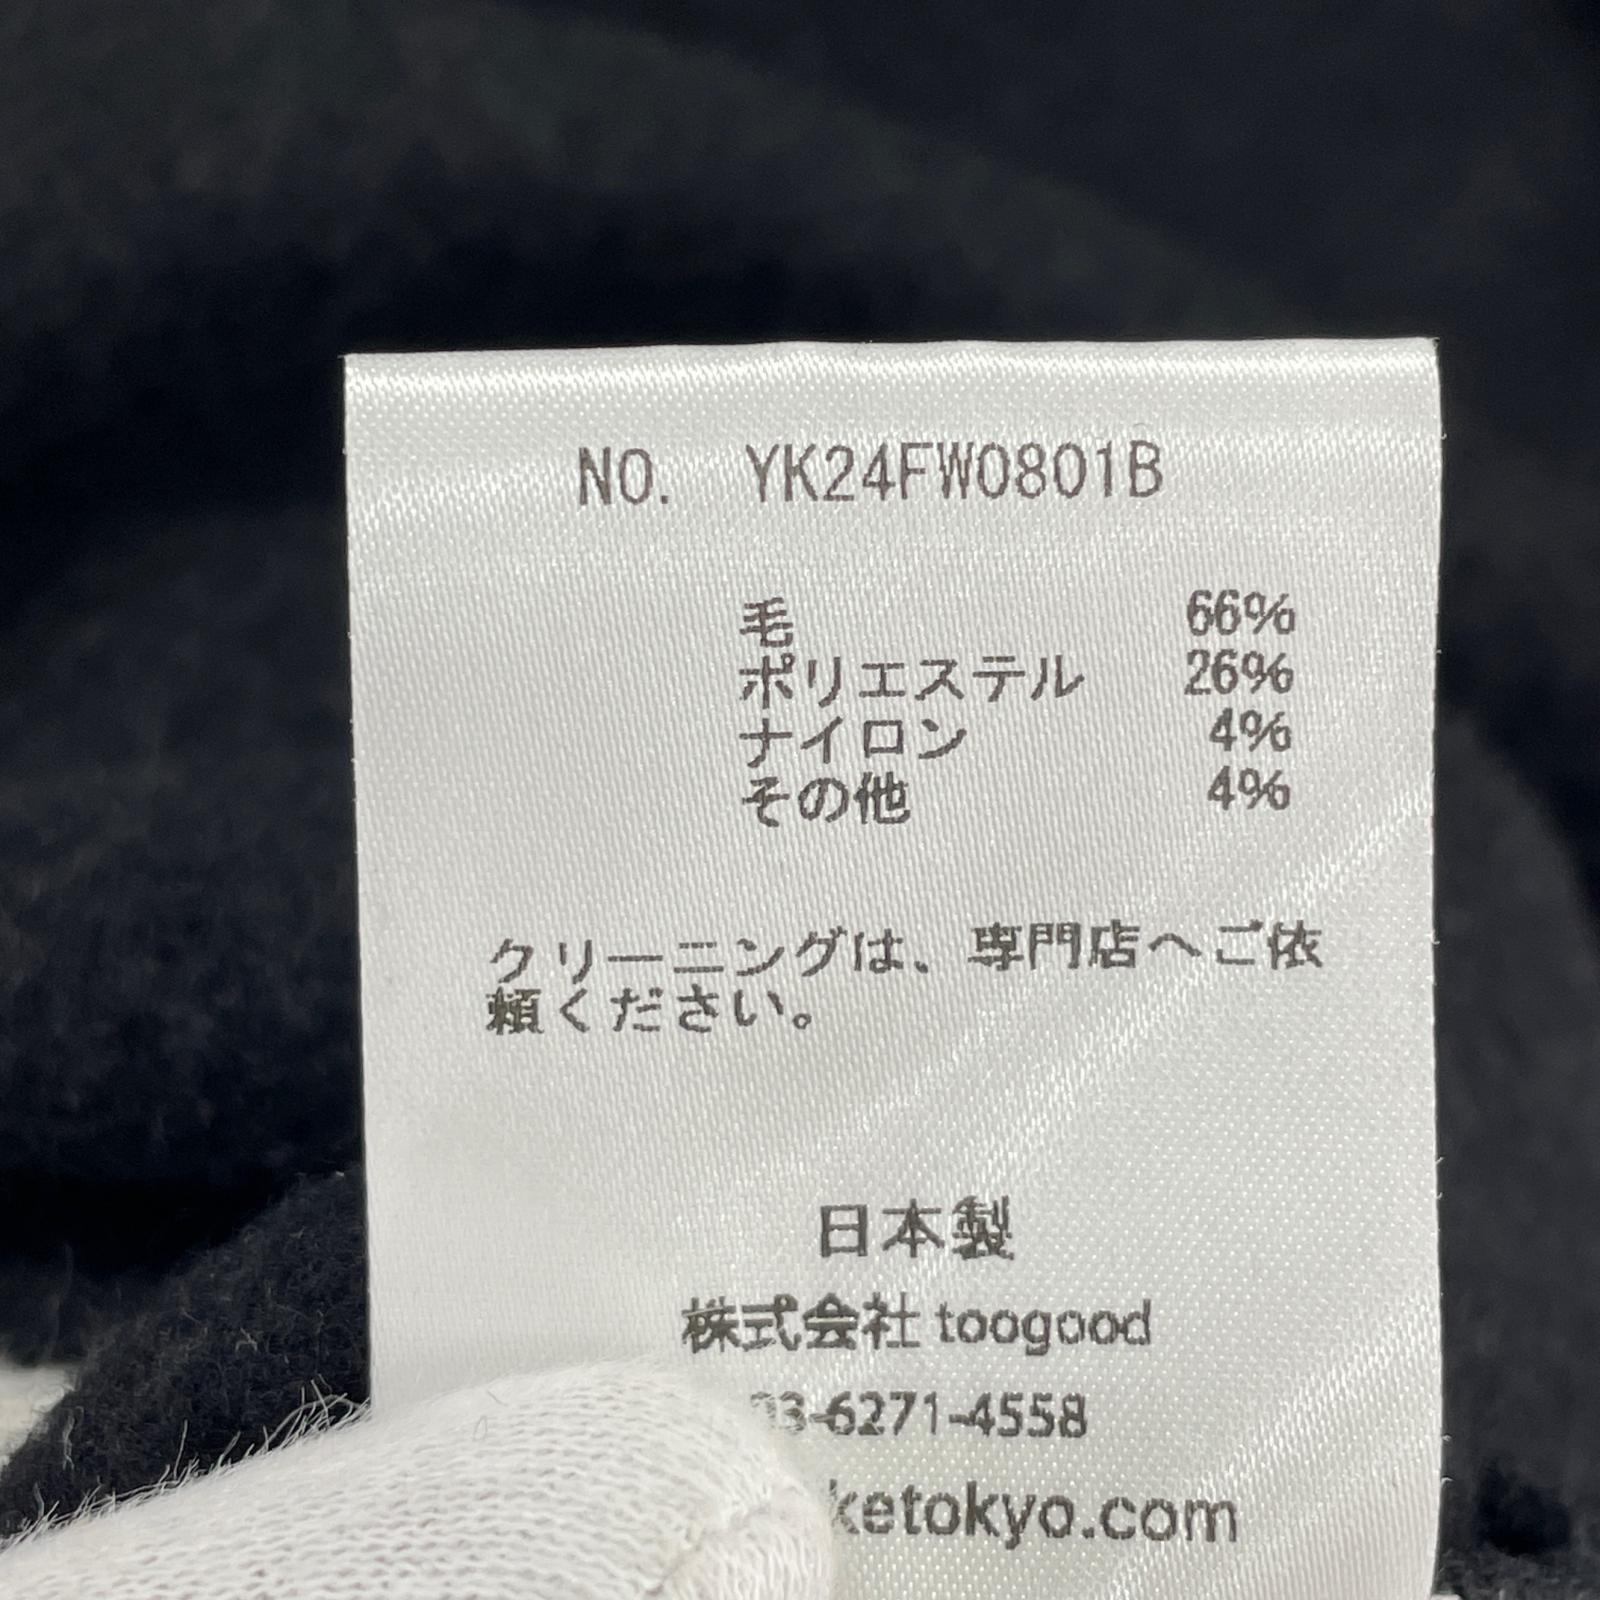 NO. YK24FW0801B
毛 66%
ポリエステル 26%
ナイロン 4%
その他 4%
クリーニングは、専門店へご依
頼ください。
日本製
株式会社 toogood
03-6271-4558
ketokyo.com